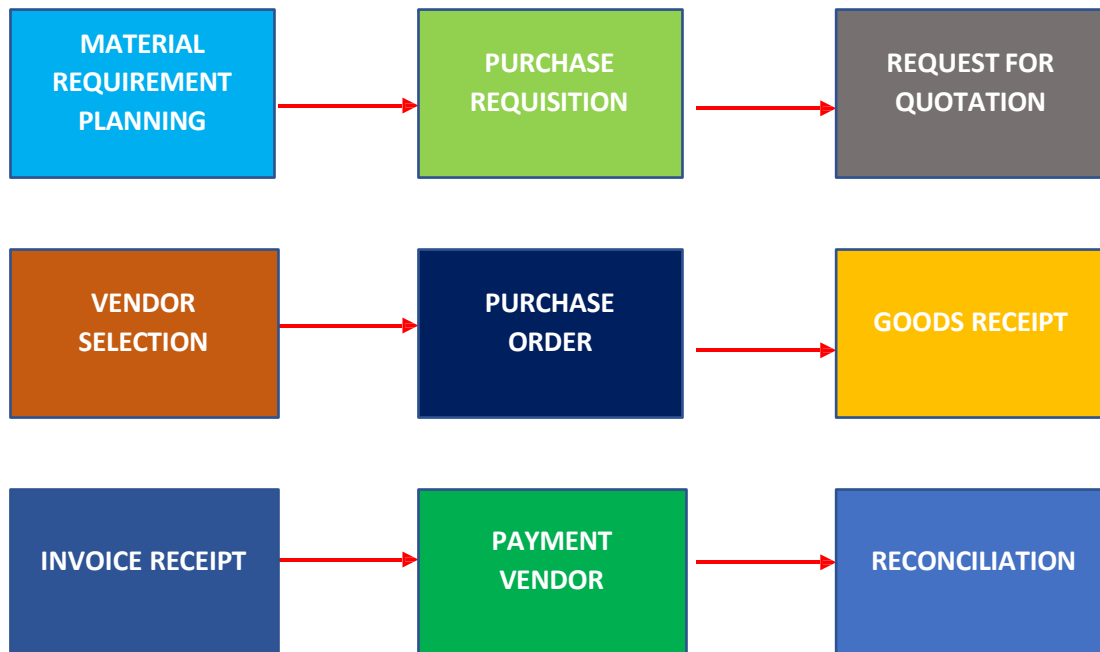 MATERIAL
REQUIREMENT
PLANNING
PURCHASE
REQUISITION
REQUEST FOR
QUOTATION
VENDOR
SELECTION
PURCHASE
ORDER
GOODS RECEIPT
INVOICE RECEIPT
PAYMENT
VENDOR
RECONCILIATION